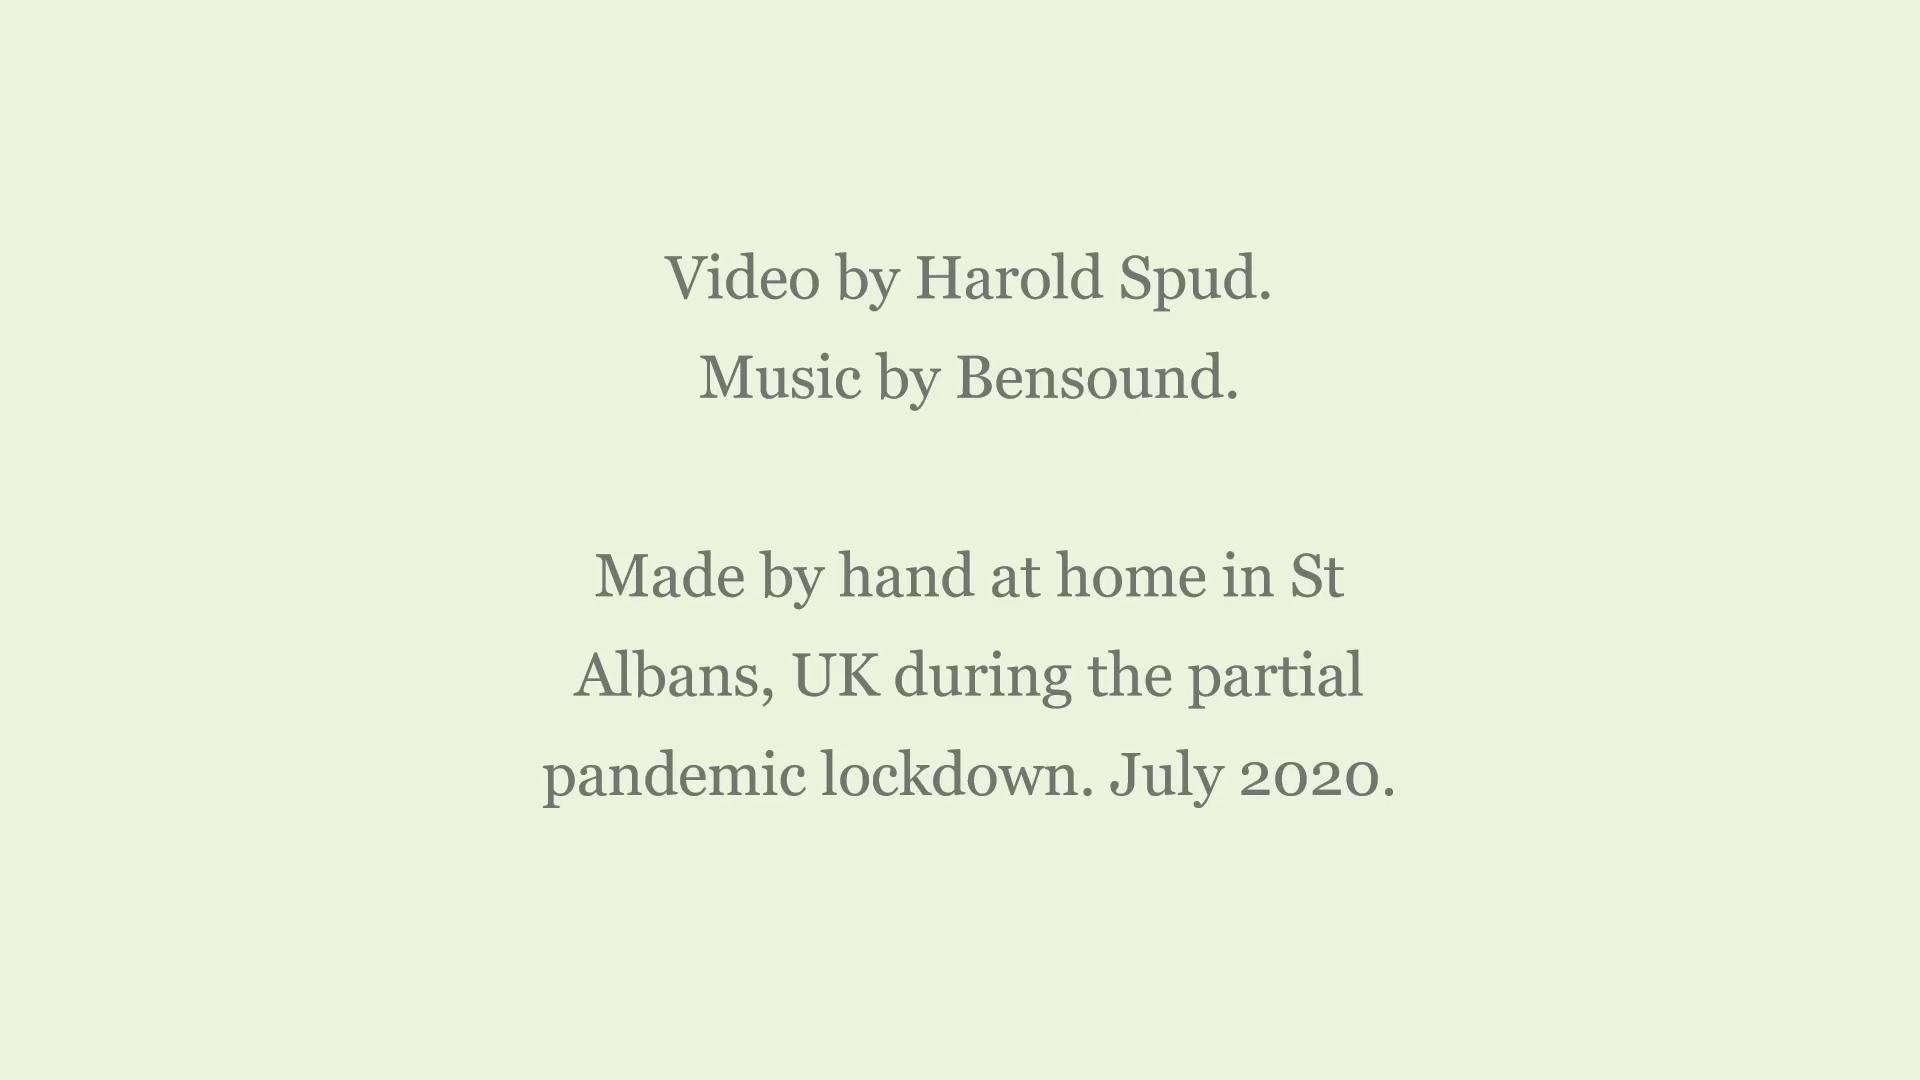 Video by Harold Spud.
Music by Bensound.
Made by hand at home in St
Albans, UK during the partial
pandemic lockdown. July 2020.